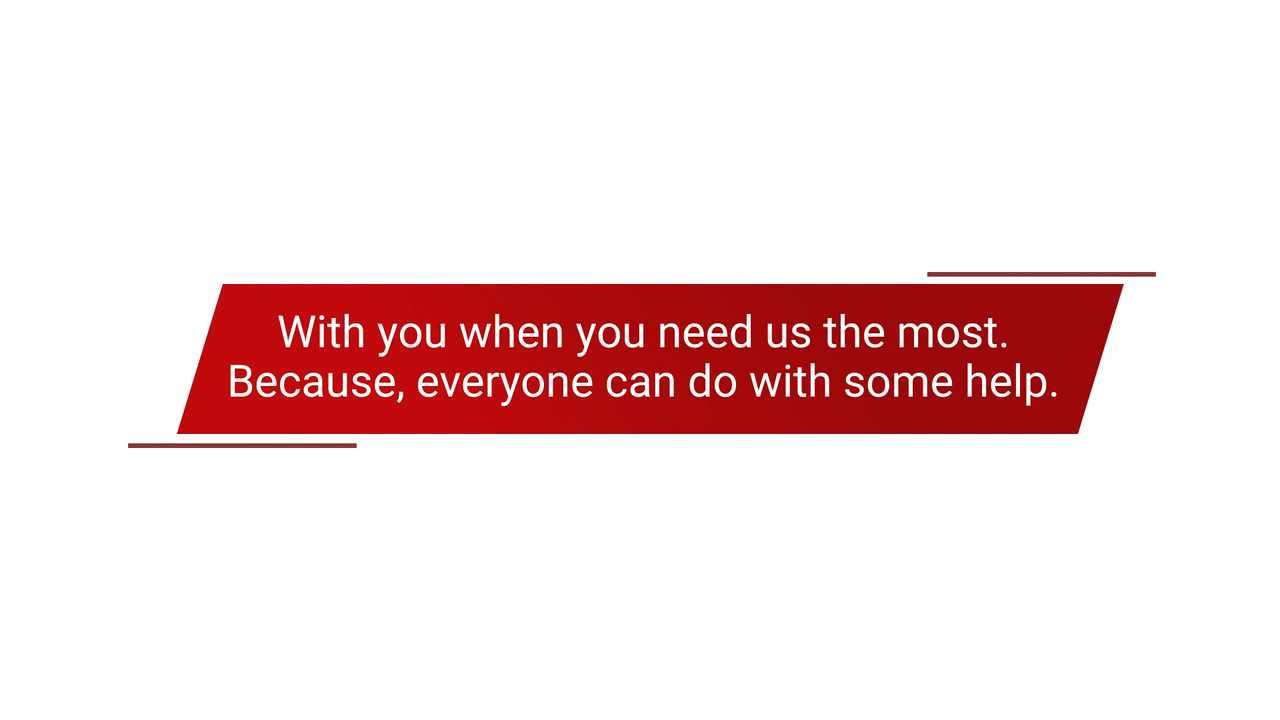 With you when you need us the most.
Because, everyone can do with some help.